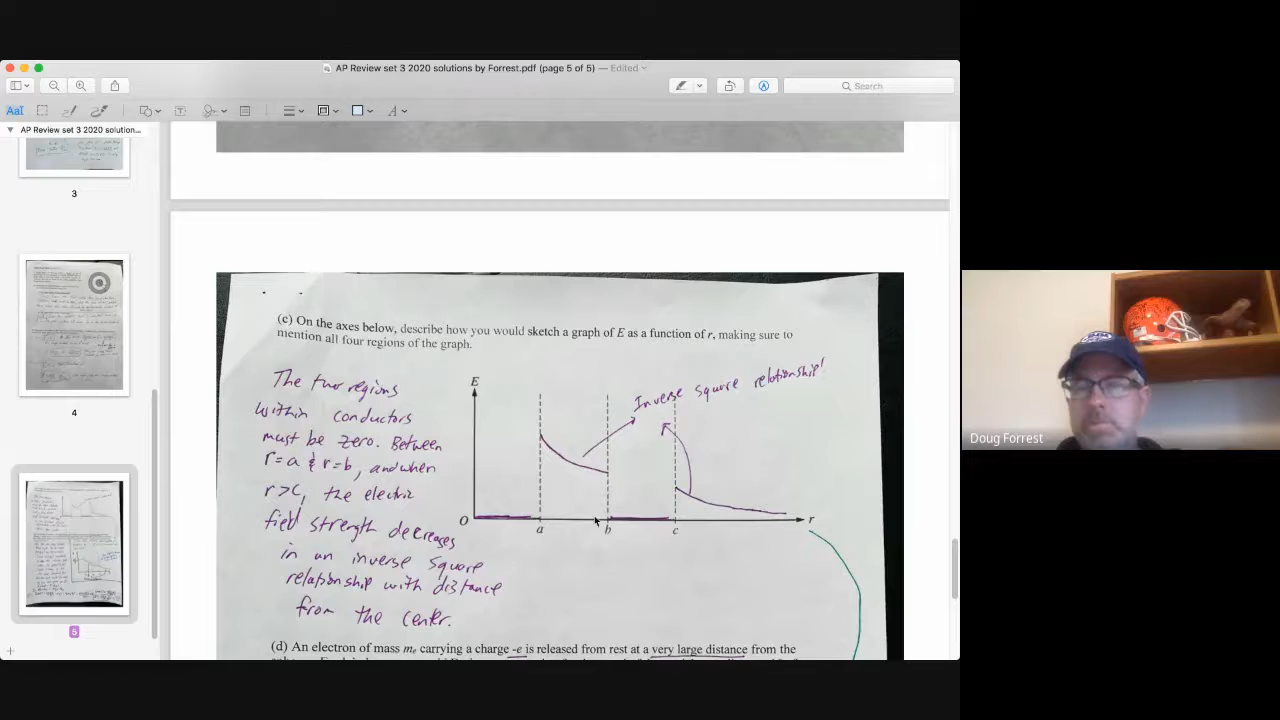 AP Review set 3 2020 solutions by Forrest.pdf (page 5 of 5) — Edited
Search
AP Review set 3 2020 solution...
3
4
5
(c) On the axes below, describe how you would sketch a graph of E as a function of r, making sure to
mention all four regions of the graph.
The two regions
within conductors
must be zero. Between
r=a & r=b, and when
r>c, the electric
field strength decreases
in an inverse square
relationship with distance
from the center.
E
Inverse square relationship!
O
a
b
c
r
(d) An electron of mass me carrying a charge -e is released from rest at a very large distance from the
Doug Forrest